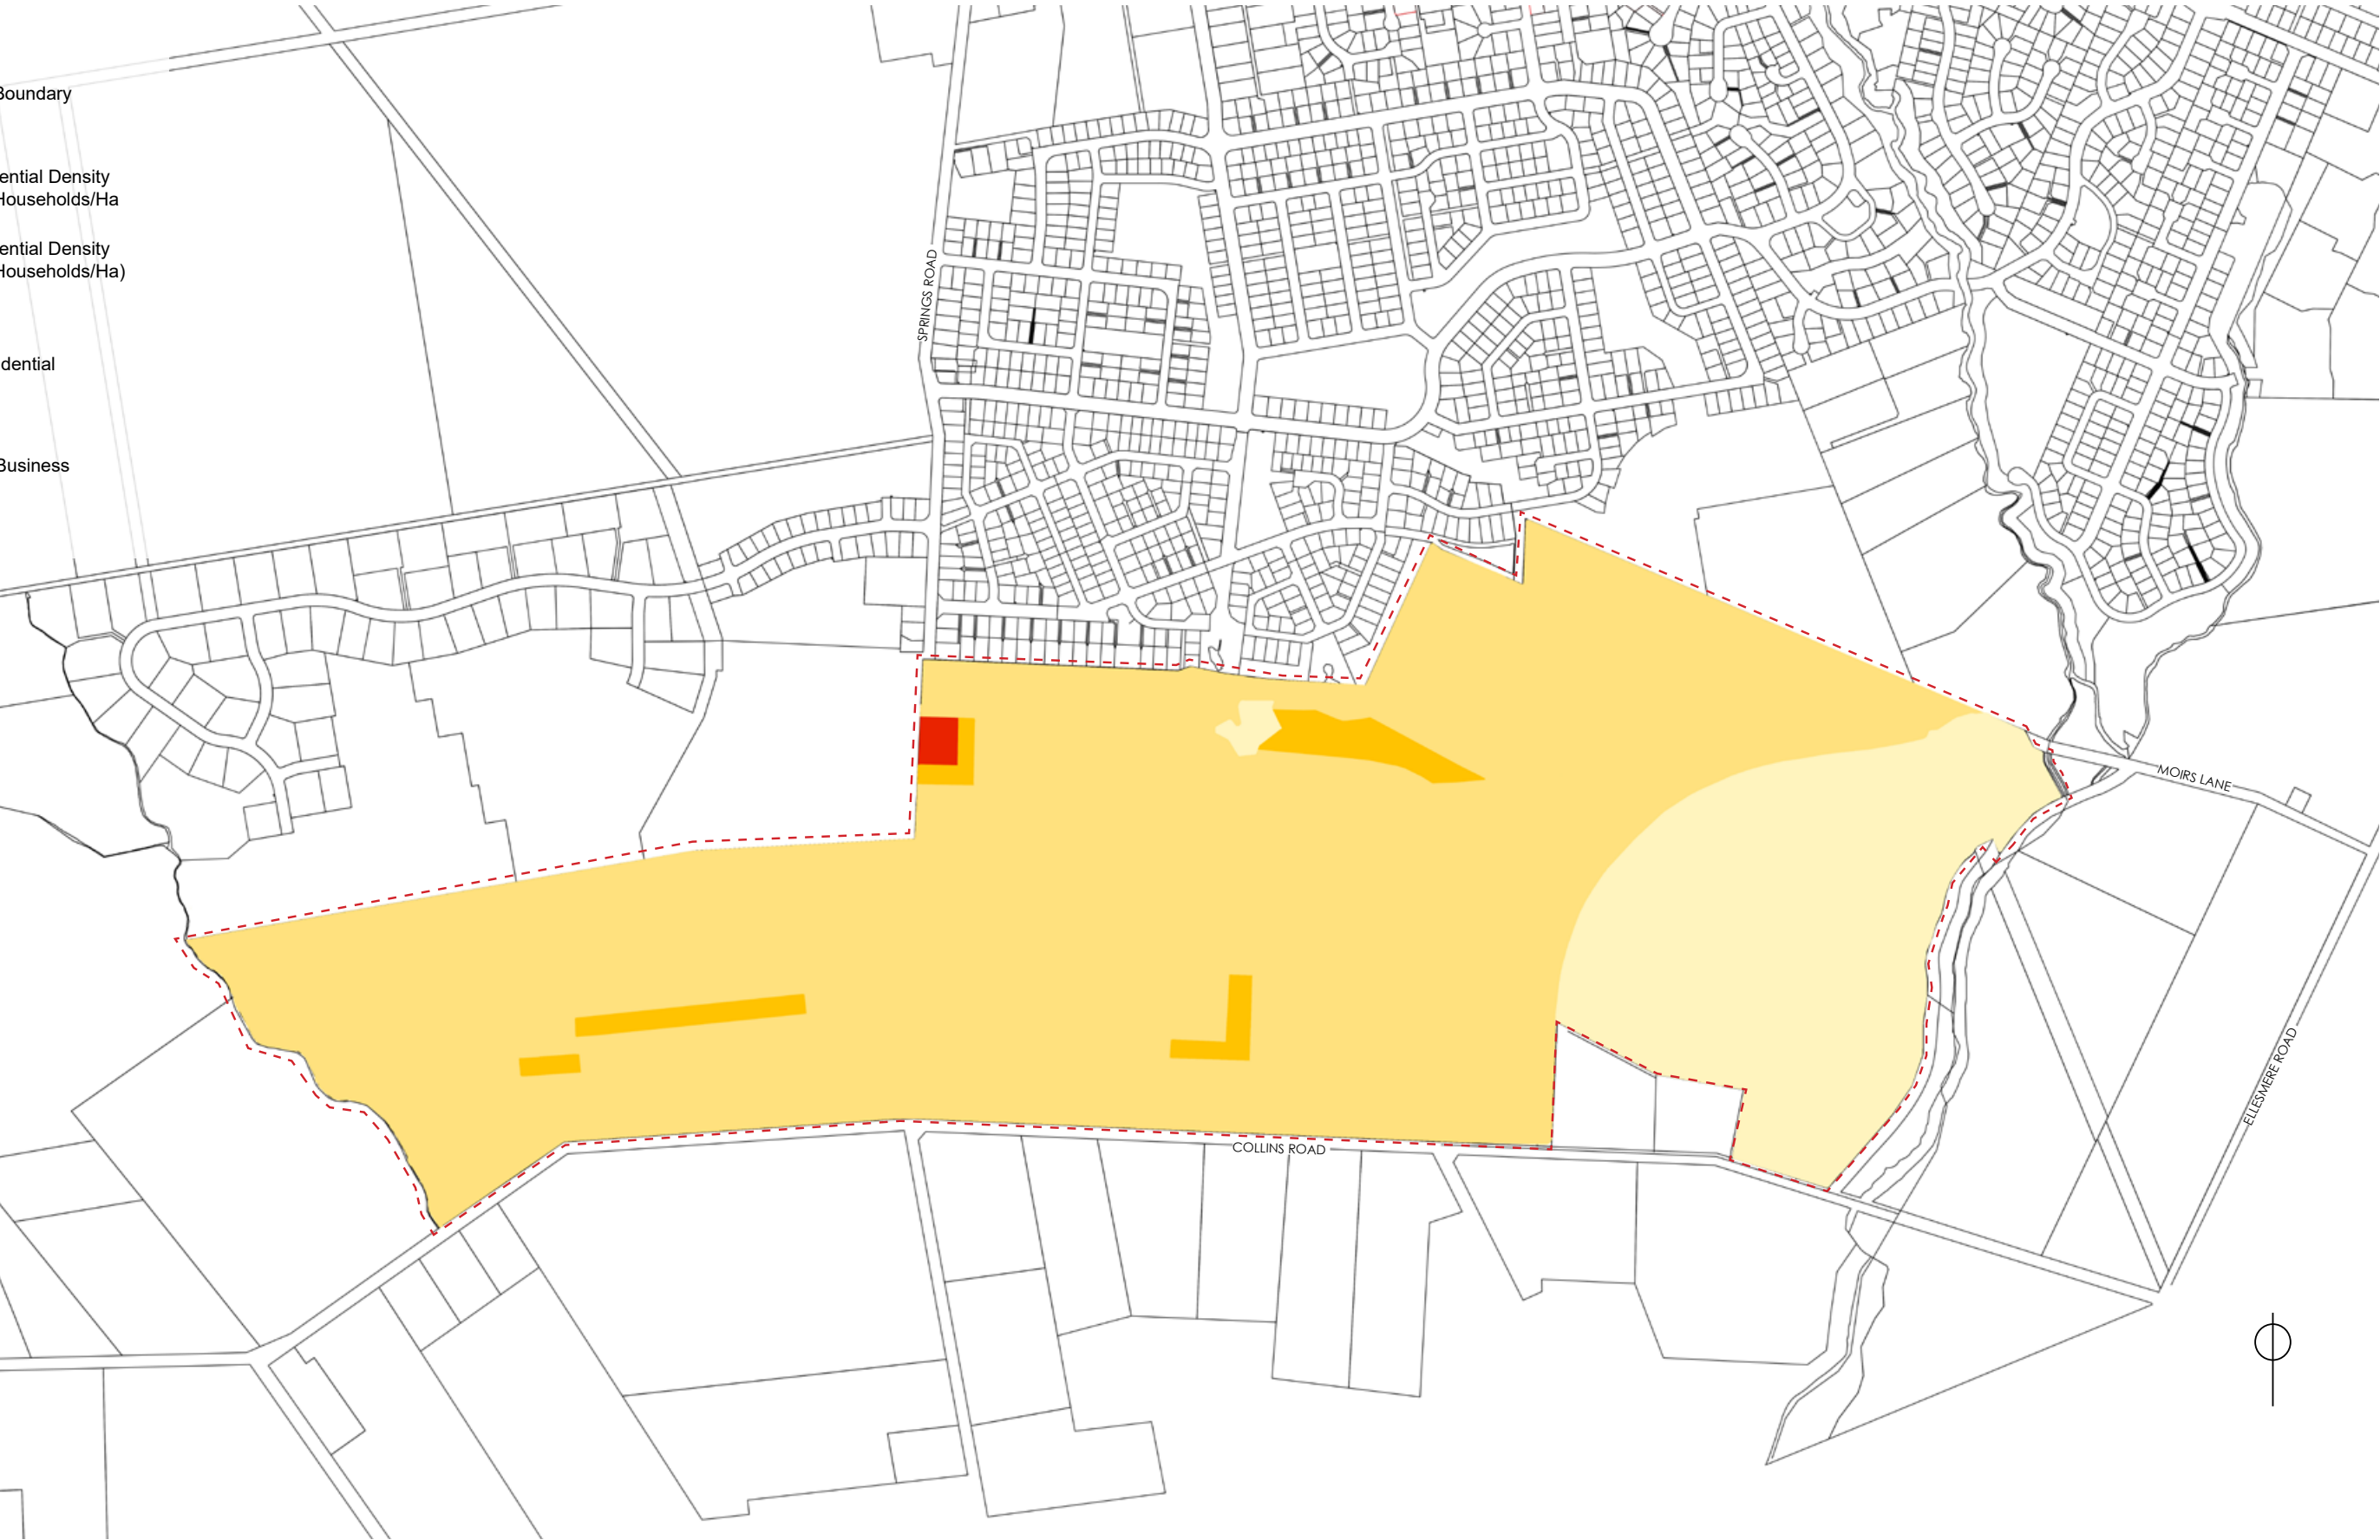 Boundary
ential Density
Households/Ha
ential Density
Households/Ha)
dential
Business
SPRINGS ROAD
MOIRS LANE
ELLESMERE ROAD
COLLINS ROAD